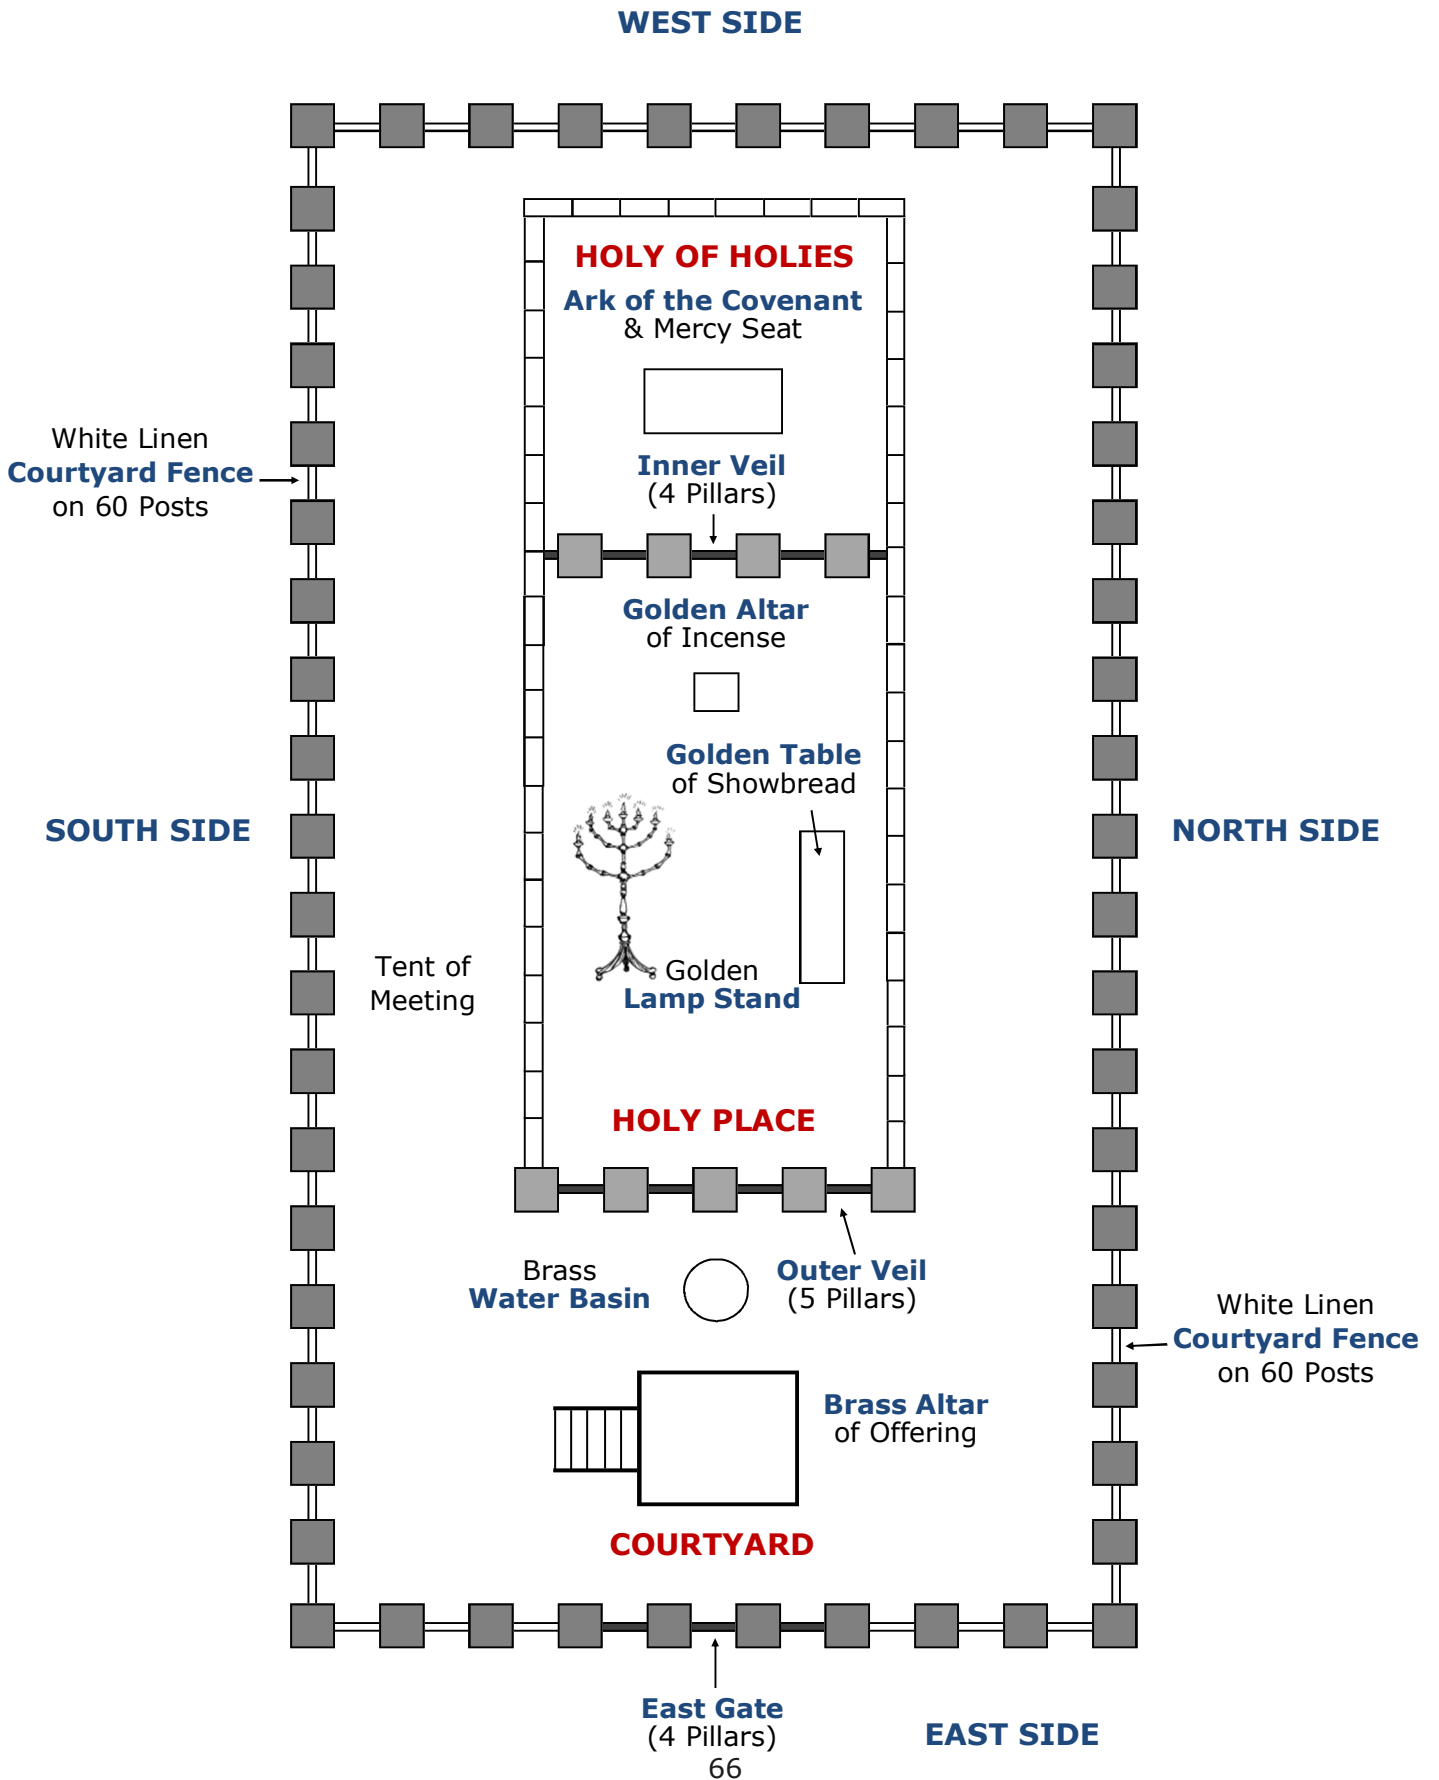 WEST SIDE
HOLY OF HOLIES
Ark of the Covenant
& Mercy Seat
White Linen
Courtyard Fence
on 60 Posts
Inner Veil
(4 Pillars)
Golden Altar
of Incense
Golden Table
of Showbread
SOUTH SIDE
NORTH SIDE
Tent of
Meeting
Golden
Lamp Stand
HOLY PLACE
Brass
Water Basin
Outer Veil
(5 Pillars)
White Linen
Courtyard Fence
on 60 Posts
Brass Altar
of Offering
COURTYARD
East Gate
(4 Pillars)
EAST SIDE
66